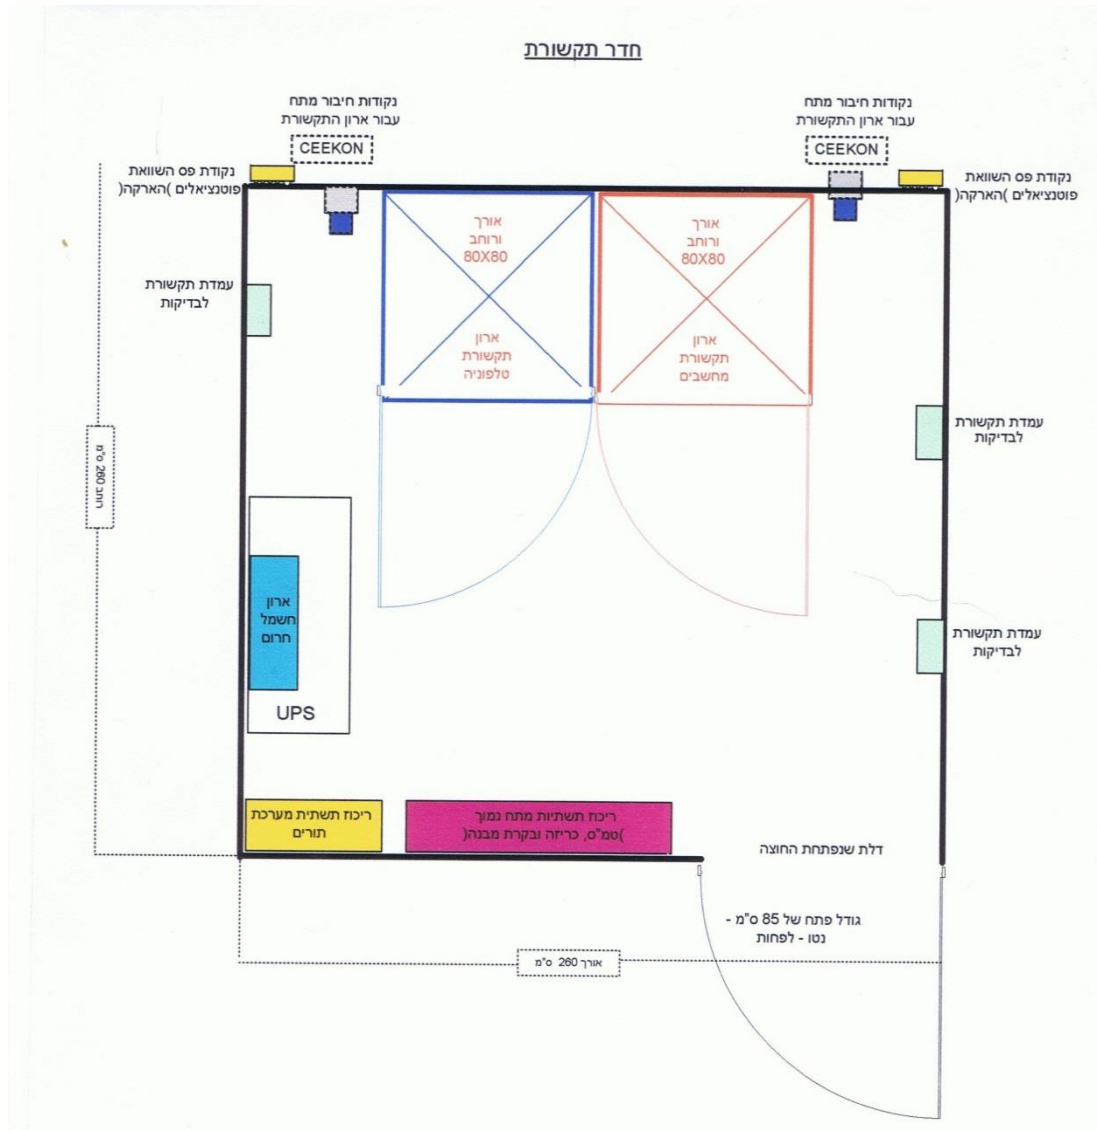 חדר תקשורת
נקודות חיבור מתח
עבור ארון התקשורת
CEEKON
נקודות חיבור מתח
עבור ארון התקשורת
CEEKON
נקודת פס השוואת
פוטנציאלים )הארקה(
נקודת פס השוואת
פוטנציאלים )הארקה(
אורך
ורוחב
80X80
ארון
תקשורת
מחשבים
אורך
ורוחב
80X80
ארון
תקשורת
טלפוניה
עמדת תקשורת
לבדיקות
עמדת תקשורת
לבדיקות
עמדת תקשורת
לבדיקות
רוחב 260 ס"מ
ארון
חשמל
חרום
UPS
ריכוז תשתיות מתח נמוך
)טמ"ס, כריזה ובקרת מבנה(
ריכוז תשתית מערכת
תורים
דלת שנפתחת החוצה
גודל פתח של 85 ס"מ -
נטו - לפחות
אורך 260 ס"מ